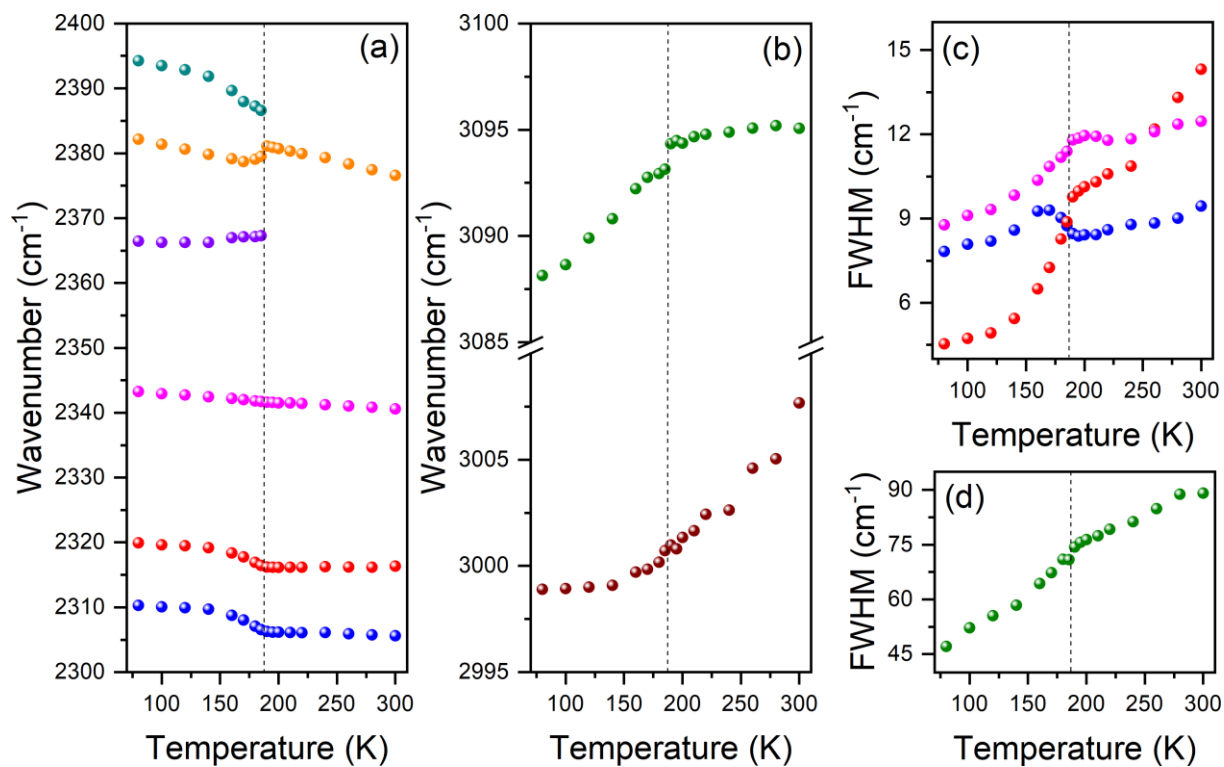 (a)
2400
2390
2380
2370
2360
2350
2340
2330
2320
2310
2300
Wavenumber (cm⁻¹)
100 150 200 250 300
Temperature (K)
(b)
3100
3095
3090
3085
3005
3000
2995
Wavenumber (cm⁻¹)
100 150 200 250 300
Temperature (K)
(c)
15
12
9
6
FWHM (cm⁻¹)
100 150 200 250 300
Temperature (K)
(d)
90
75
60
45
FWHM (cm⁻¹)
100 150 200 250 300
Temperature (K)